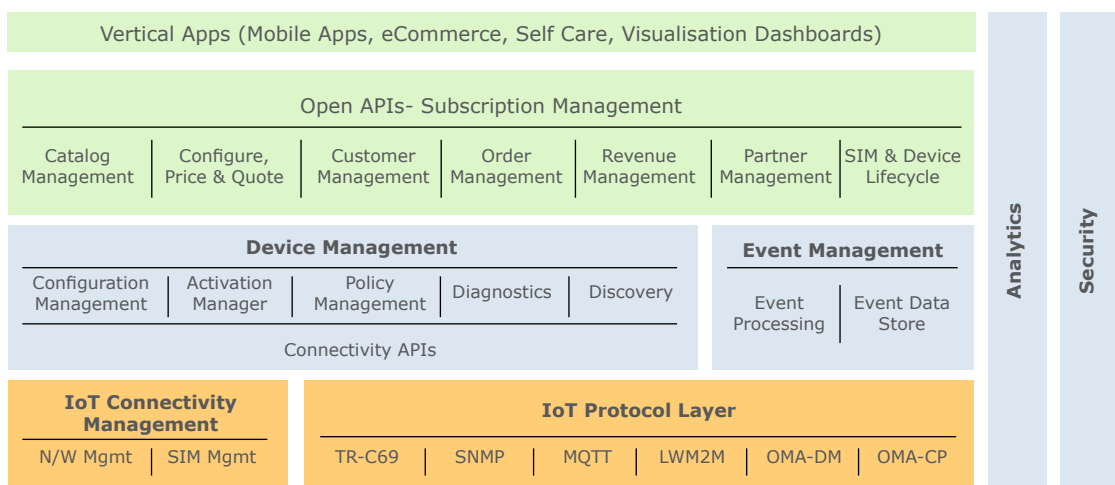 Vertical Apps (Mobile Apps, eCommerce, Self Care, Visualisation Dashboards)
Open APIs- Subscription Management
Catalog
Management
Configure,
Price & Quote
Customer
Management
Order
Management
Revenue
Management
Partner
Management
SIM & Device
Lifecycle
Device Management
Configuration
Management
Activation
Manager
Policy
Management
Diagnostics
Discovery
Connectivity APIs
Event Management
Event
Processing
Event Data
Store
IoT Connectivity
Management
N/W Mgmt
SIM Mgmt
IoT Protocol Layer
TR-C69
SNMP
MQTT
LWM2M
OMA-DM
OMA-CP
Analytics
Security